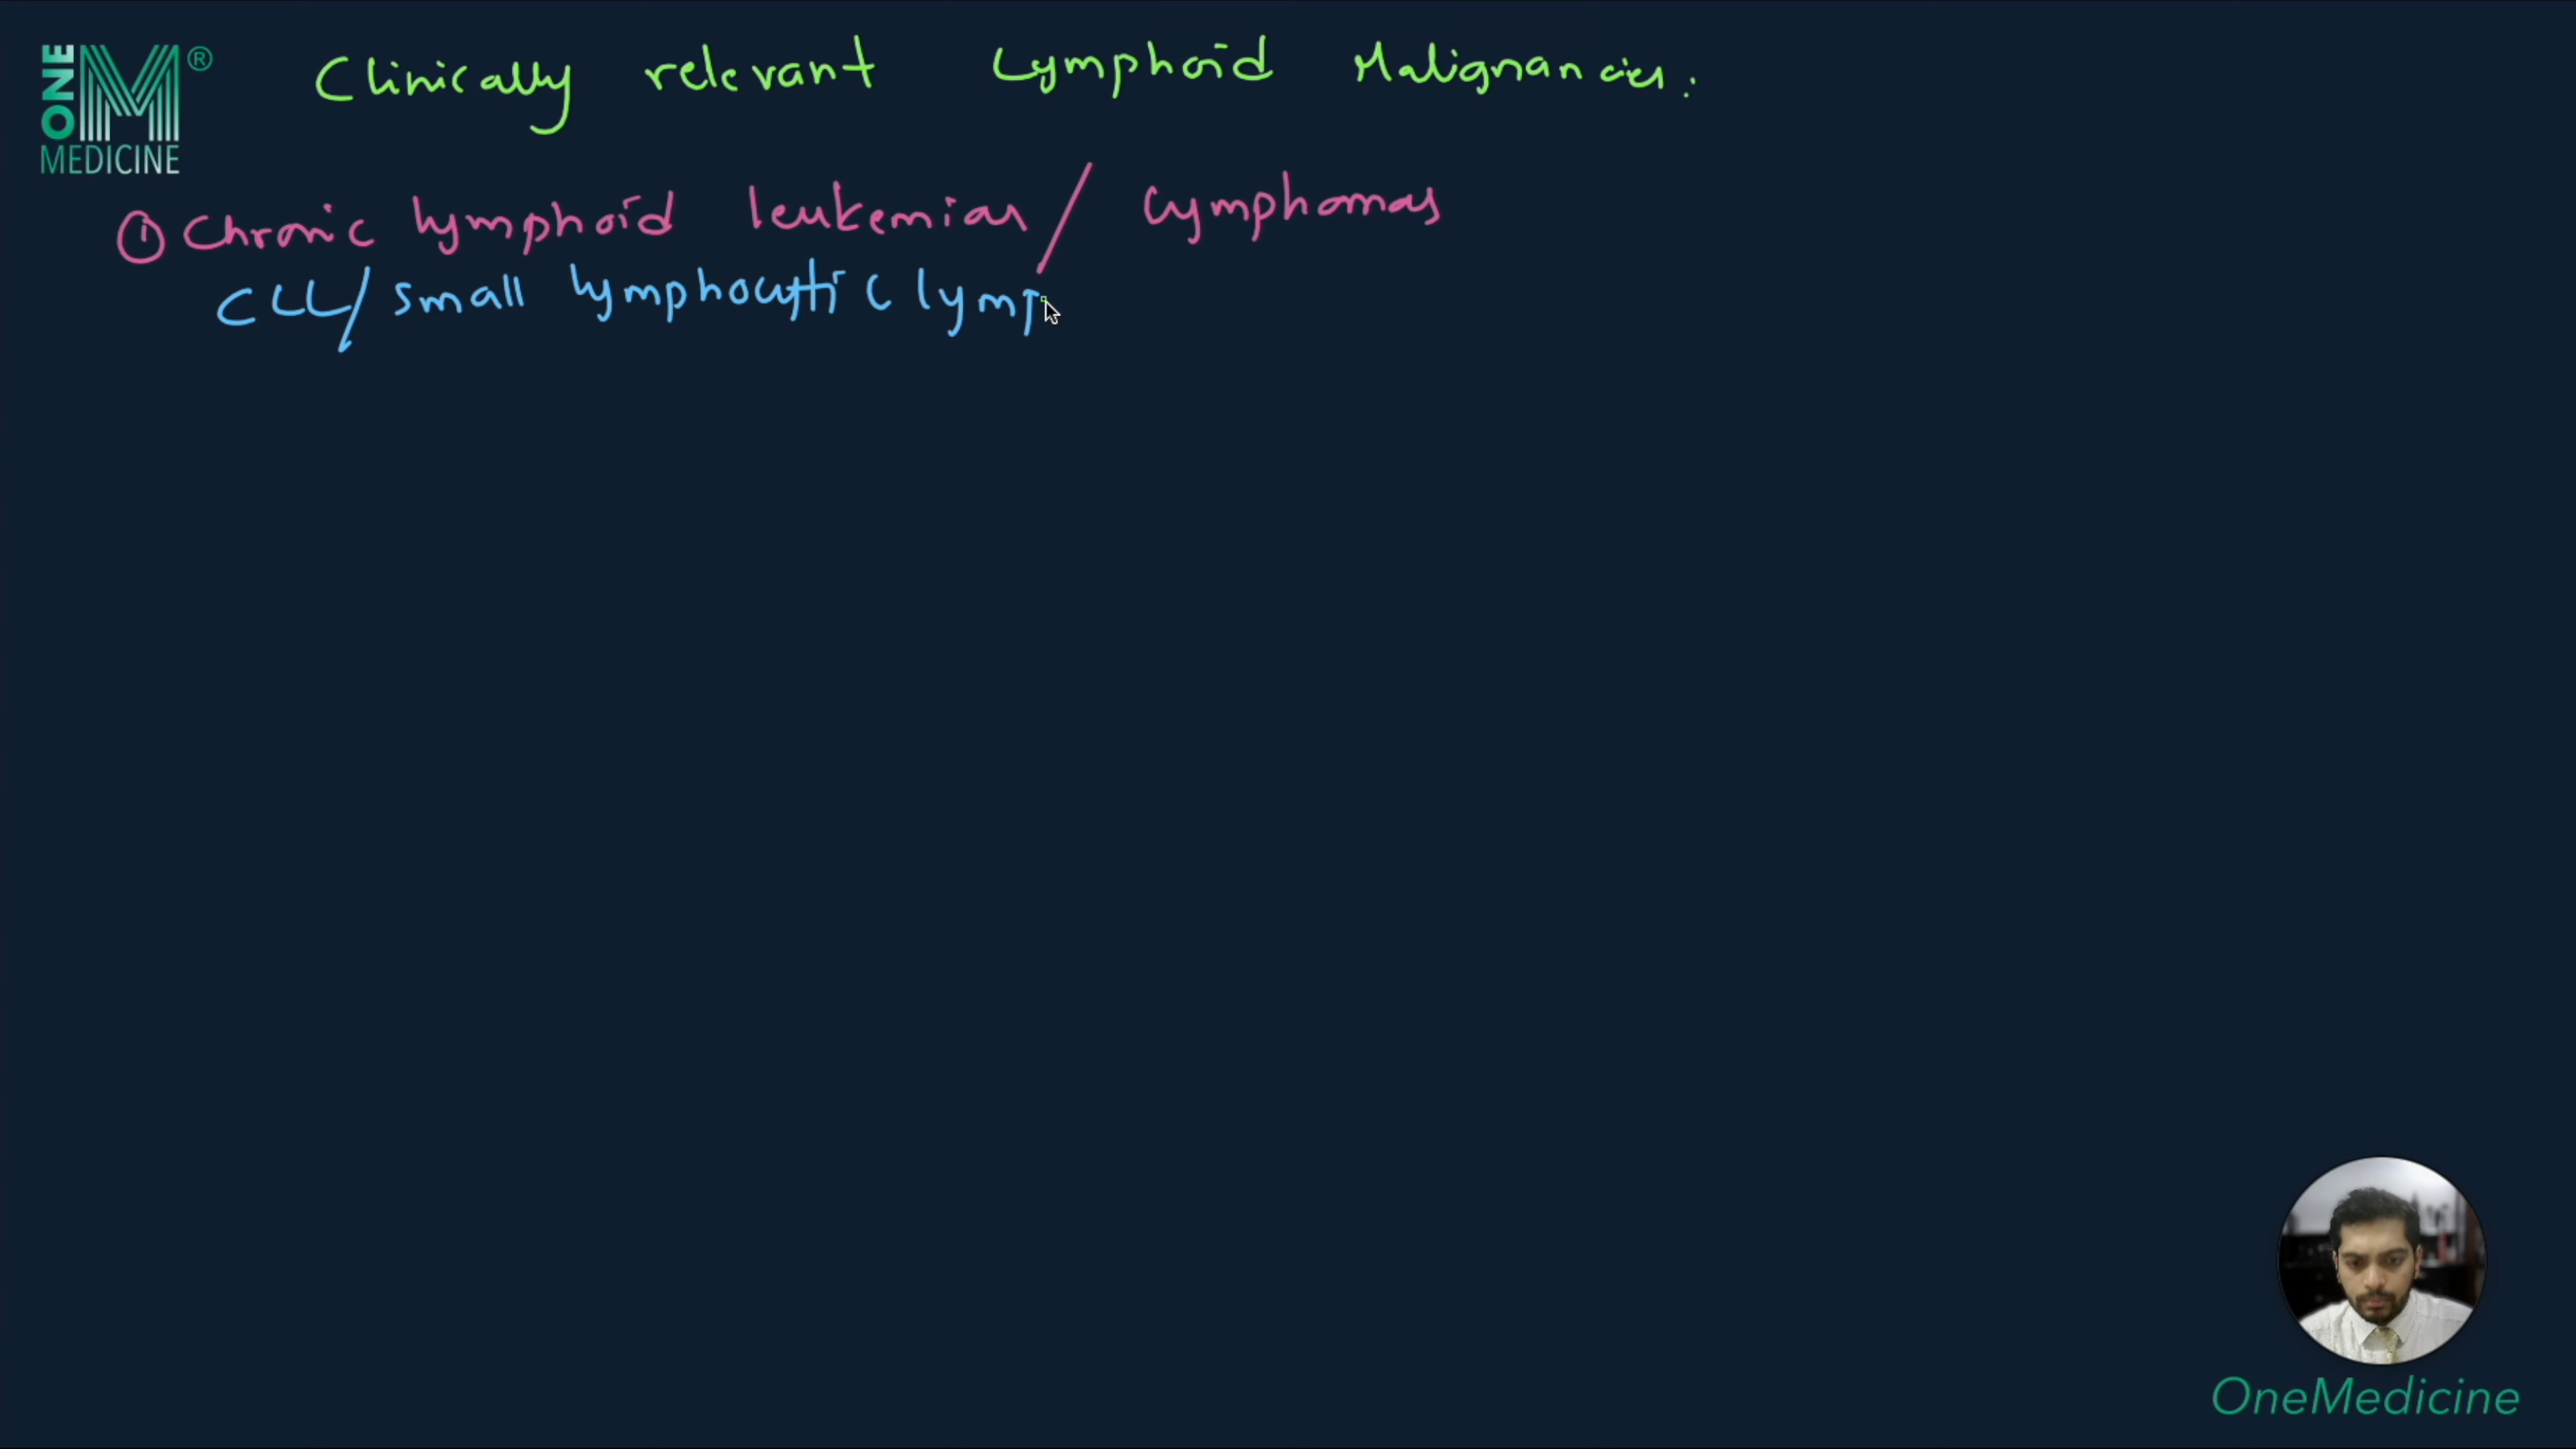 ONE M ®
MEDICINE
Clinically relevant Lymphoid Malignancies:
① Chronic lymphoid leukemias / lymphomas
CLL/ small lymphocytic lymp
OneMedicine